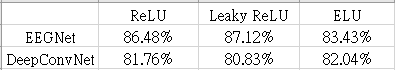 ReLU Leaky ReLU ELU
EEGNet 86.48% 87.12% 83.43%
DeepConvNet 81.76% 80.83% 82.04%